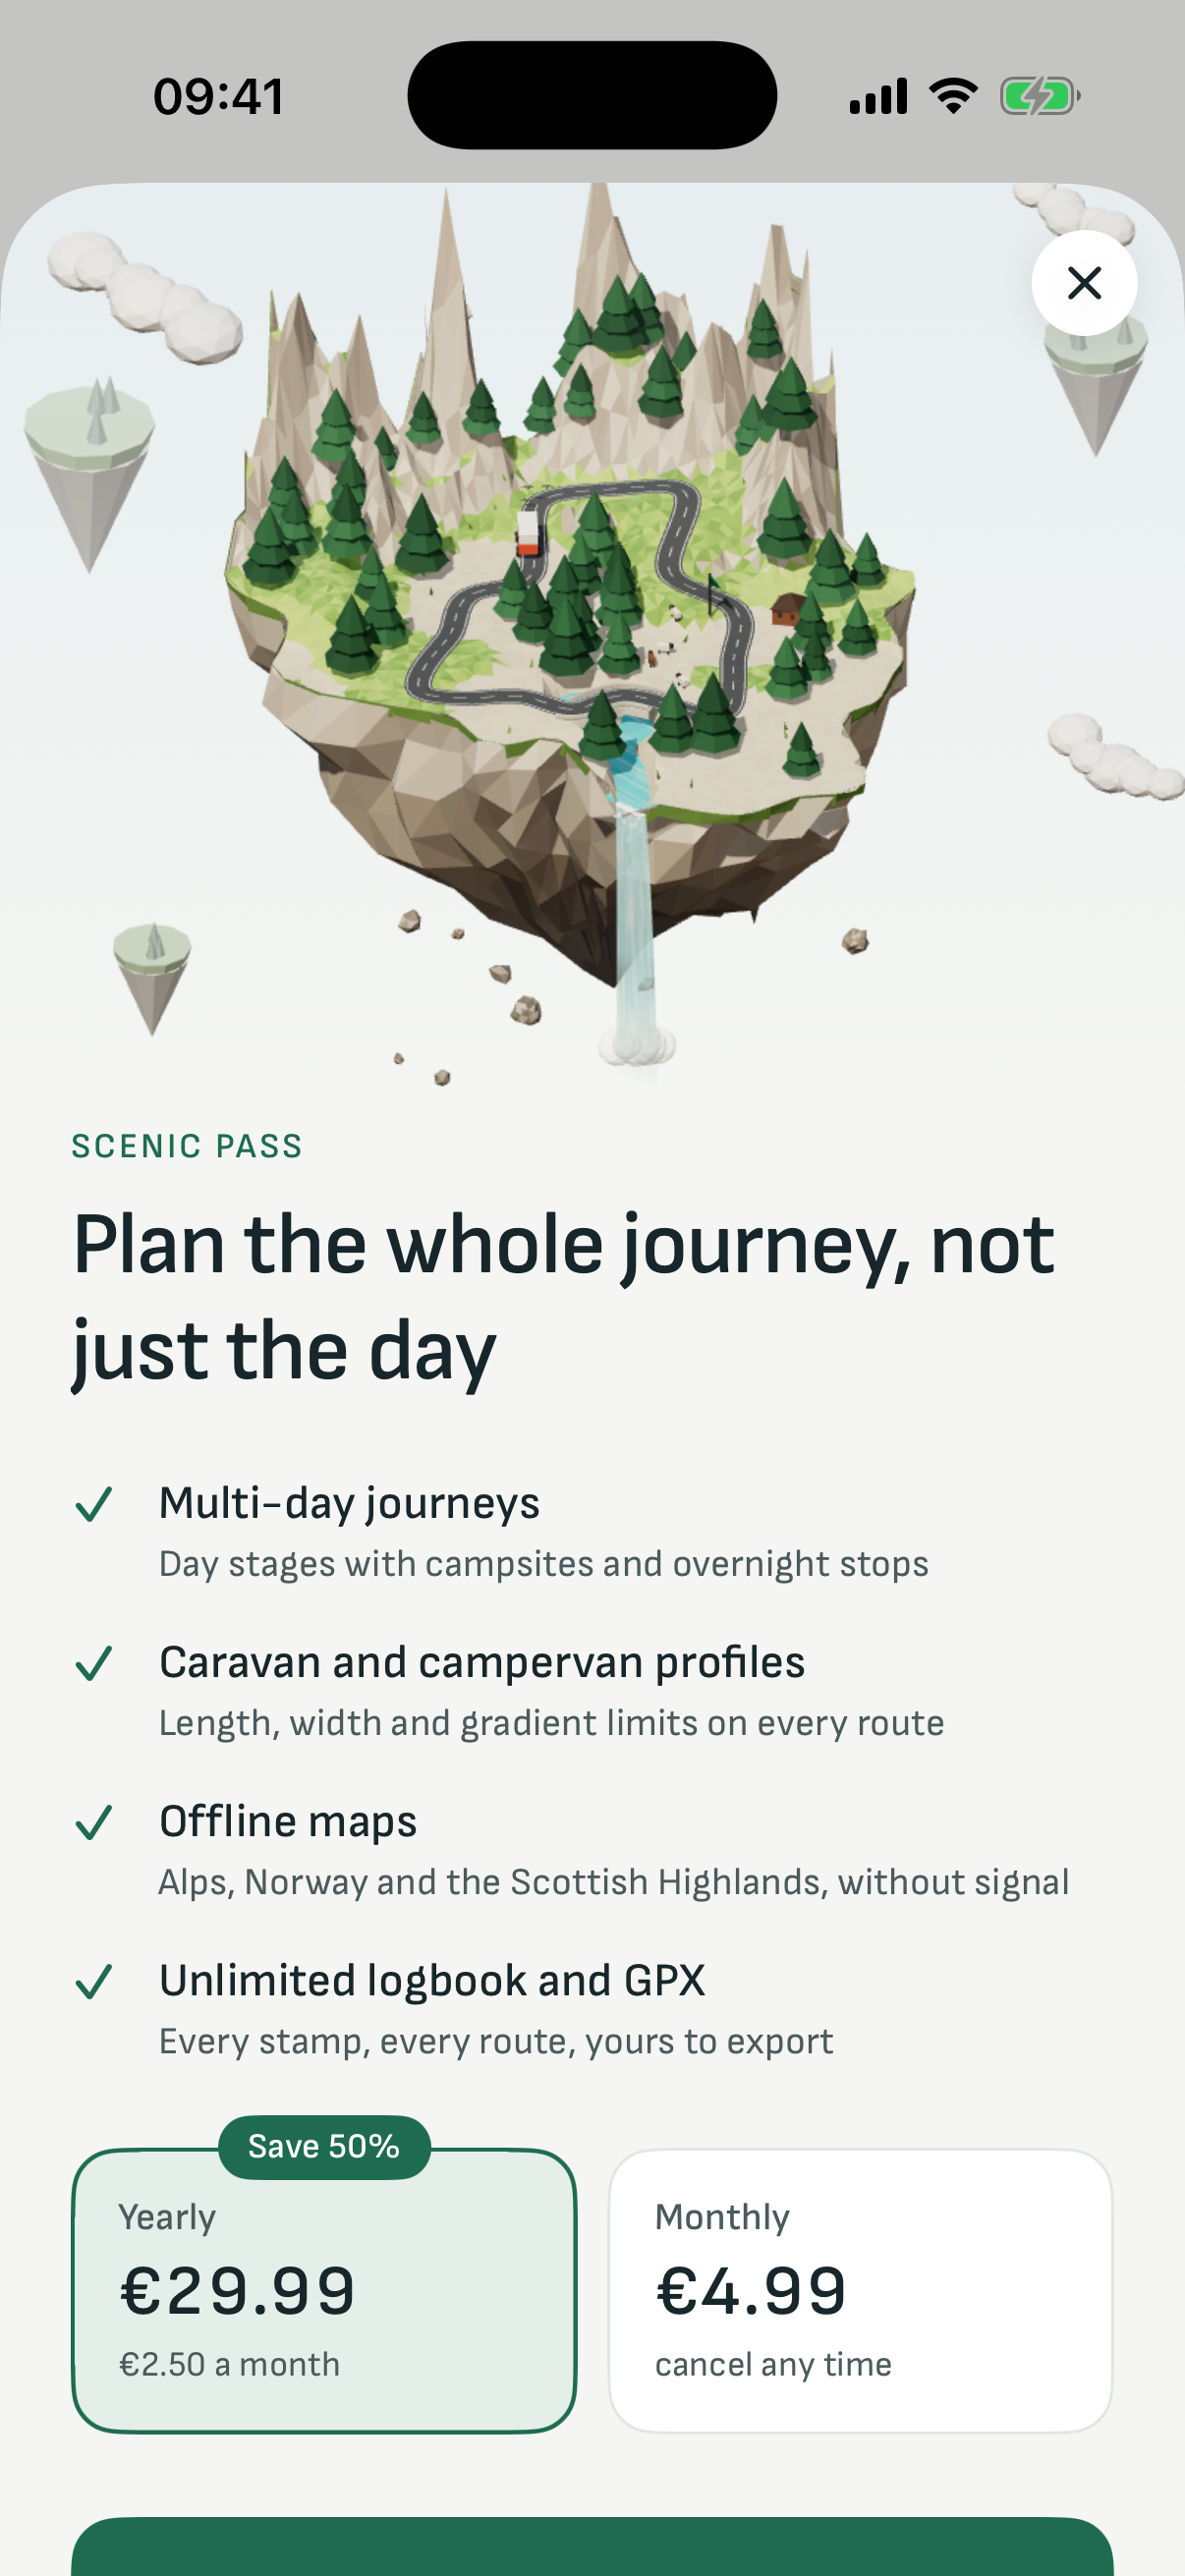 09:41
SCENIC PASS
Plan the whole journey, not
just the day
Multi-day journeys
Day stages with campsites and overnight stops
Caravan and campervan profiles
Length, width and gradient limits on every route
Offline maps
Alps, Norway and the Scottish Highlands, without signal
Unlimited logbook and GPX
Every stamp, every route, yours to export
Save 50%
Yearly
€29.99
€2.50 a month
Monthly
€4.99
cancel any time